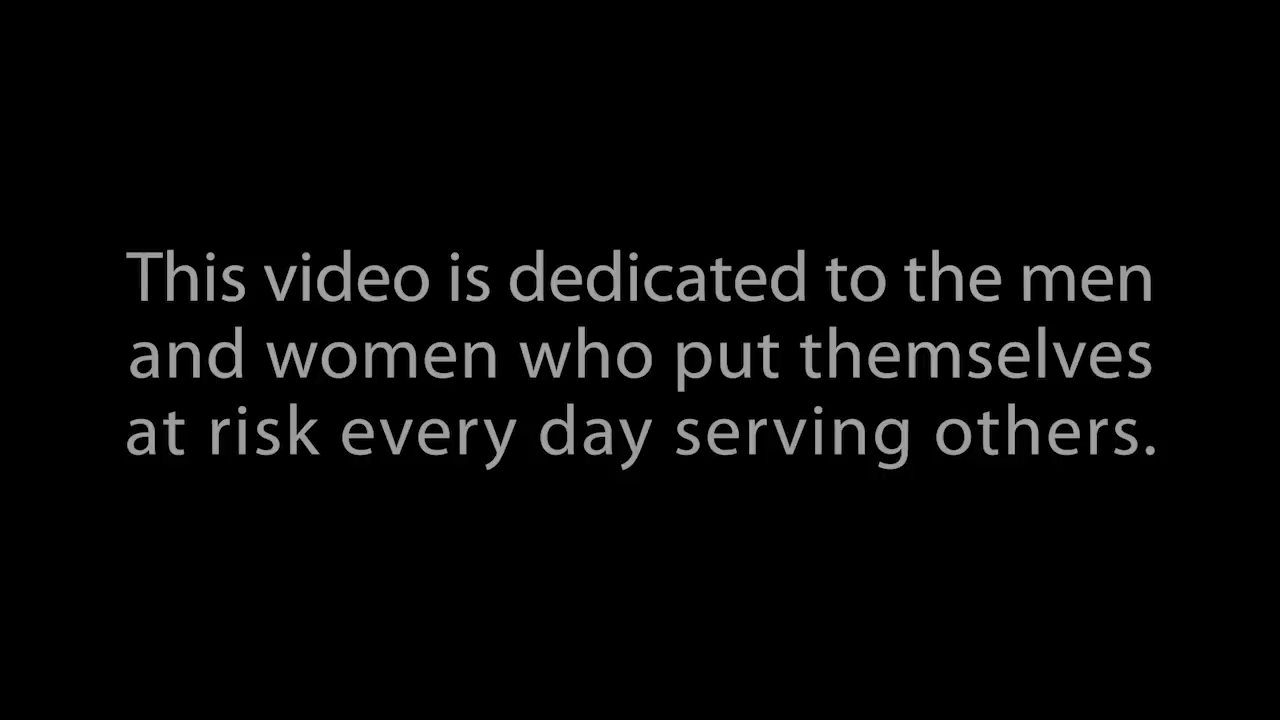 This video is dedicated to the men
and women who put themselves
at risk every day serving others.